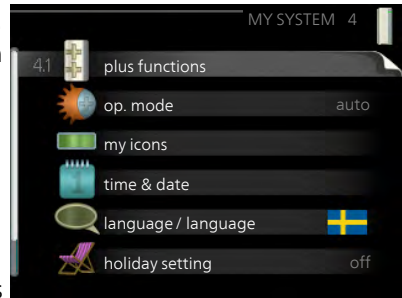 MY SYSTEM 4
4.1 plus functions
op. mode auto
my icons
time & date
language / language
holiday setting off